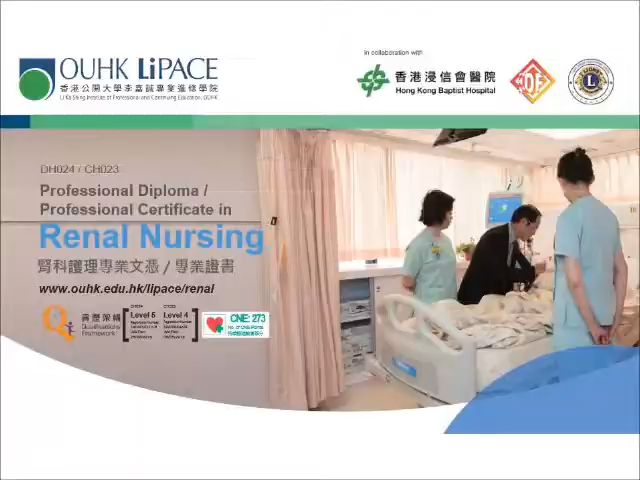 OUHK LiPACE
香港公開大學李嘉誠專業進修學院
Li Ka Shing Institute of Professional and Continuing Education, OUHK
In collaboration with
香港浸信會醫院
Hong Kong Baptist Hospital
DH024 / CH023
Professional Diploma /
Professional Certificate in
Renal Nursing
腎科護理專業文憑 / 專業證書
www.ouhk.edu.hk/lipace/renal
資歷架構
Qualifications
Framework
Level 5
Level 4
CNE: 273